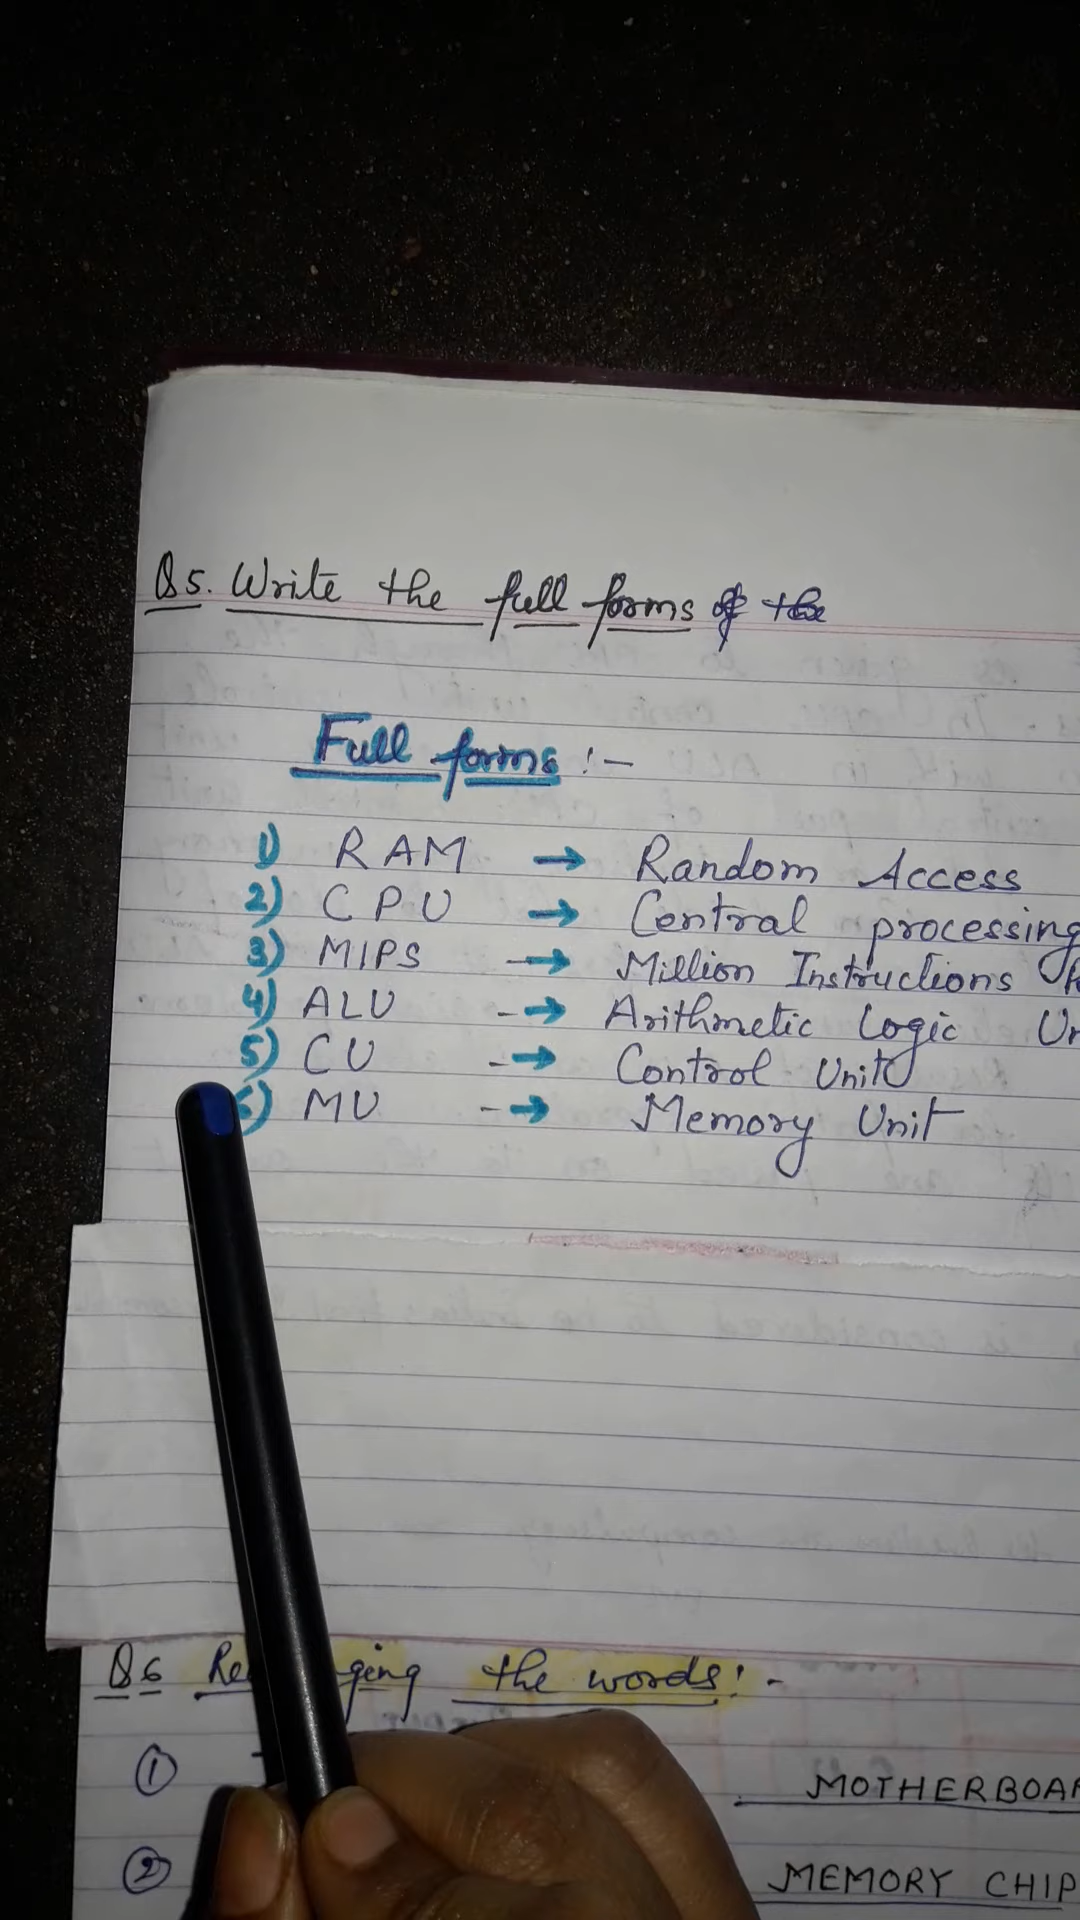 Q5. Write the full forms of the
Full forms :-
1) RAM → Random Access
2) CPU → Central processing
3) MIPS → Million Instructions
4) ALU → Arithmetic Logic
5) CU → Control Unit
MU → Memory Unit
Q6 the words:-
① MOTHERBOAR
② MEMORY CHIP